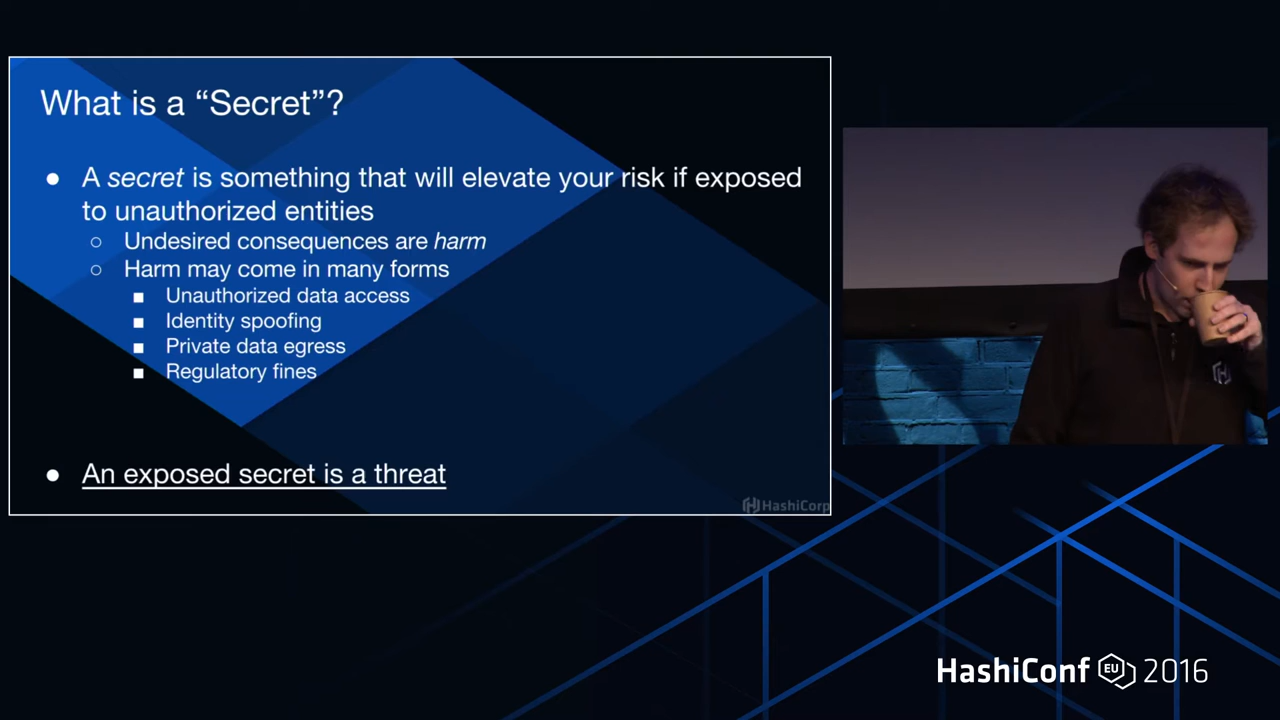 What is a “Secret”?
● A secret is something that will elevate your risk if exposed
to unauthorized entities
○ Undesired consequences are harm
○ Harm may come in many forms
■ Unauthorized data access
■ Identity spoofing
■ Private data egress
■ Regulatory fines
● An exposed secret is a threat
HashiCorp
HashiConf EU 2016